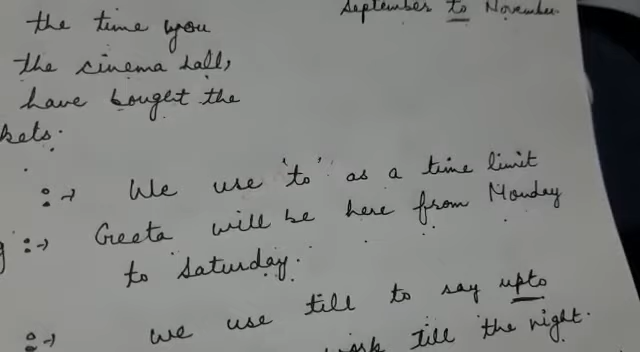 September to November
the time you
the cinema hall,
have bought the
kets.
:→ We use 'to' as a time limit
g :→ Geeta will be here from Monday
to Saturday.
:→ we use till to say upto
till the night.